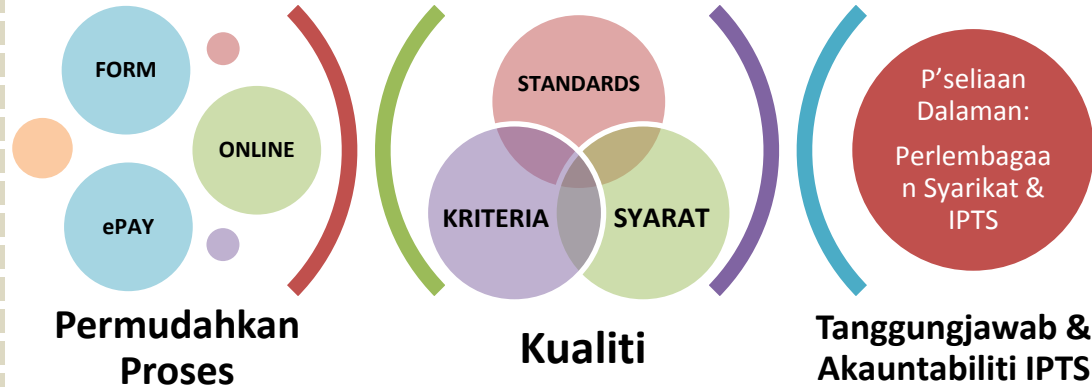 FORM
ONLINE
ePAY
Permudahkan
Proses
STANDARDS
KRITERIA
SYARAT
Kualiti
P'seliaan
Dalaman:
Perlembagaa
n Syarikat &
IPTS
Tanggungjawab &
Akauntabiliti IPTS